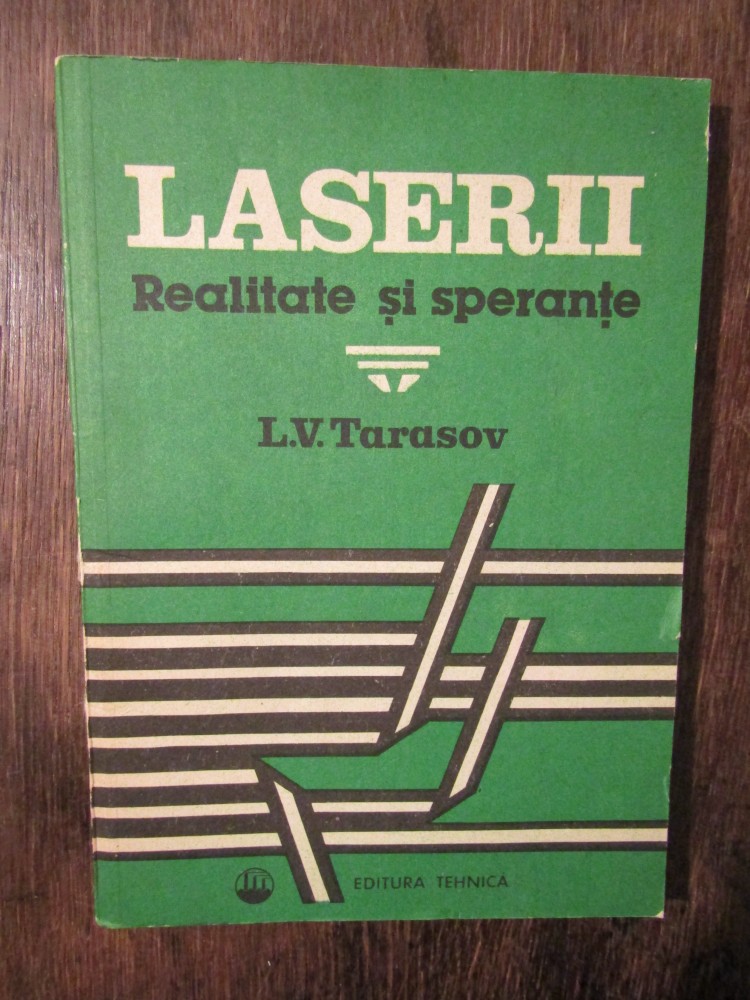 LASERII
Realitate și speranțe
L.V. Tarasov
EDITURA TEHNICĂ